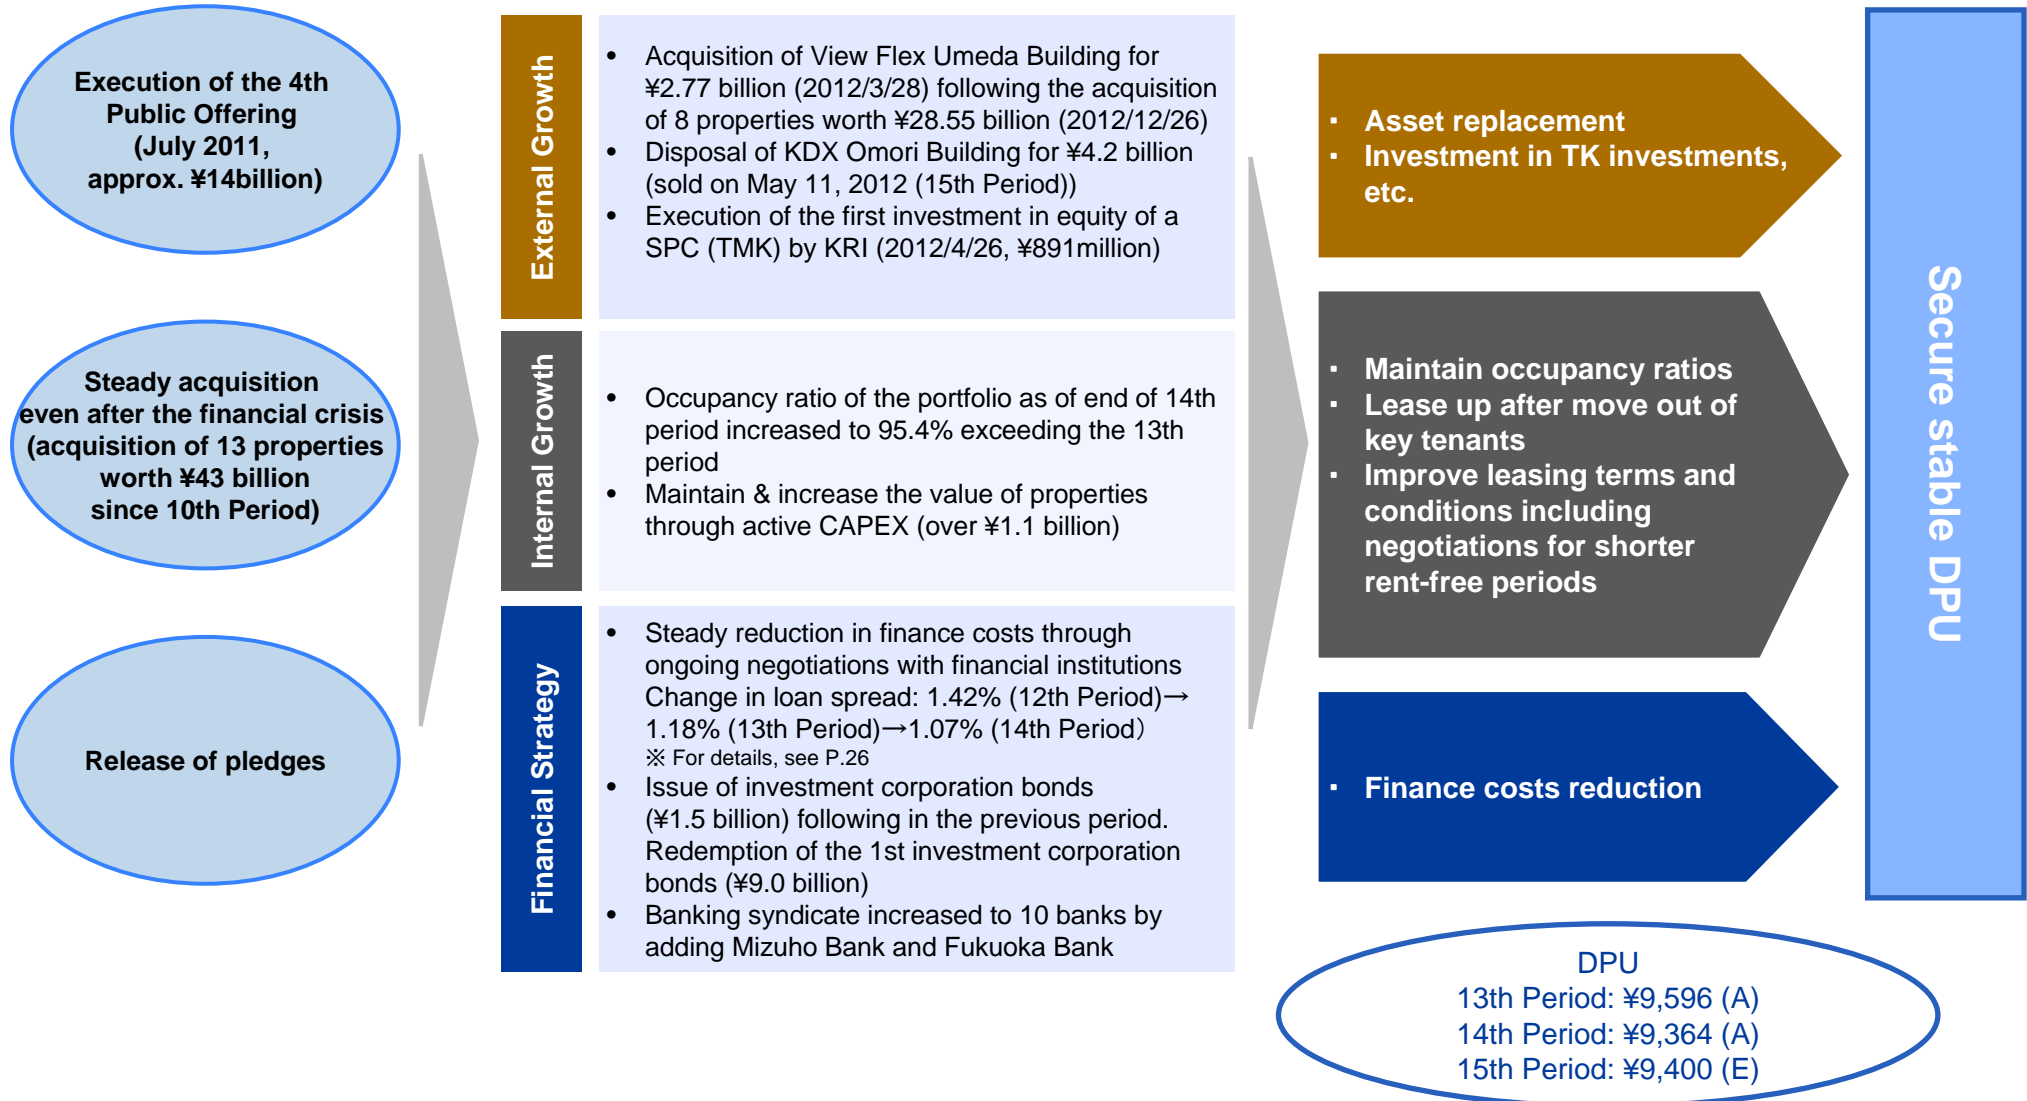 Execution of the 4th
Public Offering
(July 2011,
approx. ¥14billion)
Steady acquisition
even after the financial crisis
(acquisition of 13 properties
worth ¥43 billion
since 10th Period)
Release of pledges
External Growth
• Acquisition of View Flex Umeda Building for
¥2.77 billion (2012/3/28) following the acquisition
of 8 properties worth ¥28.55 billion (2012/12/26)
• Disposal of KDX Omori Building for ¥4.2 billion
(sold on May 11, 2012 (15th Period))
• Execution of the first investment in equity of a
SPC (TMK) by KRI (2012/4/26, ¥891million)
Internal Growth
• Occupancy ratio of the portfolio as of end of 14th
period increased to 95.4% exceeding the 13th
period
• Maintain & increase the value of properties
through active CAPEX (over ¥1.1 billion)
Financial Strategy
• Steady reduction in finance costs through
ongoing negotiations with financial institutions
Change in loan spread: 1.42% (12th Period)→
1.18% (13th Period)→1.07% (14th Period）
※ For details, see P.26
• Issue of investment corporation bonds
(¥1.5 billion) following in the previous period.
Redemption of the 1st investment corporation
bonds (¥9.0 billion)
• Banking syndicate increased to 10 banks by
adding Mizuho Bank and Fukuoka Bank
▪ Asset replacement
▪ Investment in TK investments,
etc.
▪ Maintain occupancy ratios
▪ Lease up after move out of
key tenants
▪ Improve leasing terms and
conditions including
negotiations for shorter
rent-free periods
▪ Finance costs reduction
Secure stable DPU
DPU
13th Period: ¥9,596 (A)
14th Period: ¥9,364 (A)
15th Period: ¥9,400 (E)